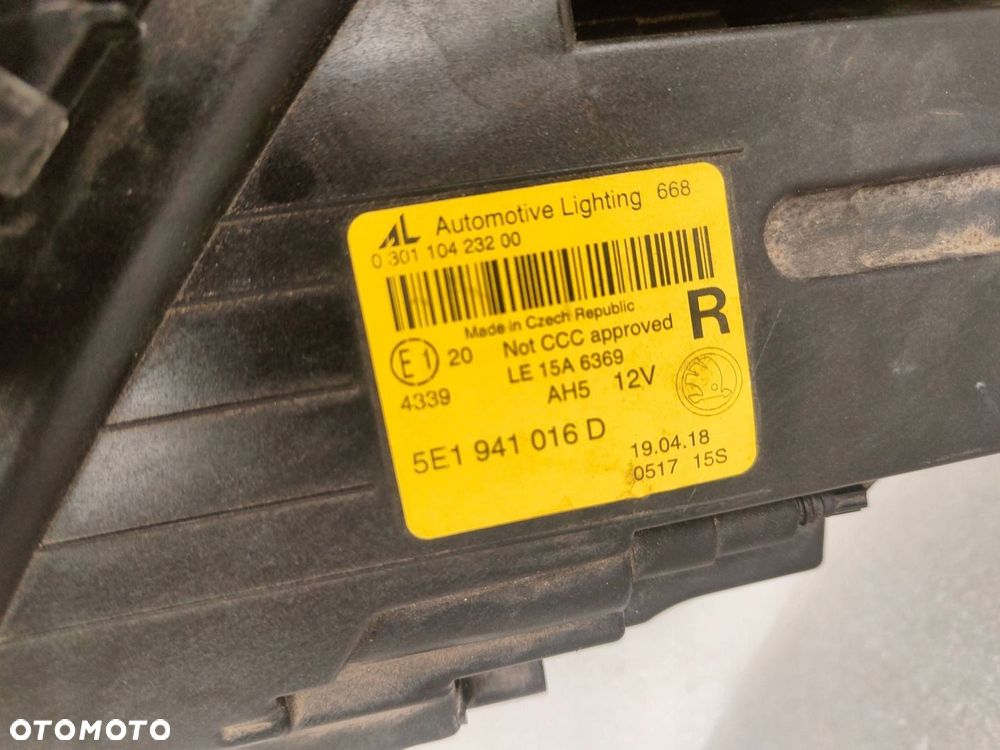 AL Automotive Lighting 668
0 301 104 232 00
Made in Czech Republic
Not CCC approved R
E1 20 LE 15A 6369
4339 AH5 12V
5E1 941 016 D
19.04.18
0517 15S
OTOMOTO